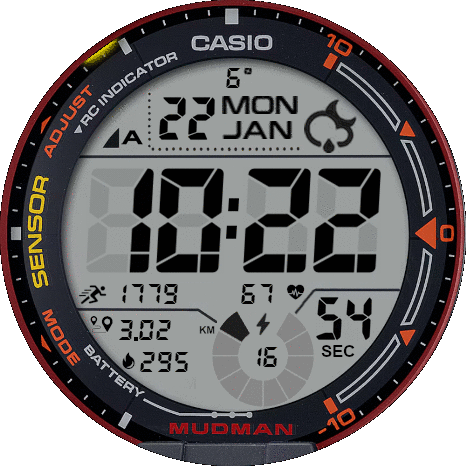 CASIO
10
6°
22 MON
JAN
A
ADJUST
RC INDICATOR
10:22
0
SENSOR
1779
67
54
SEC
3.02 KM
16
295
MODE
BATTERY
-10
MUDMAN